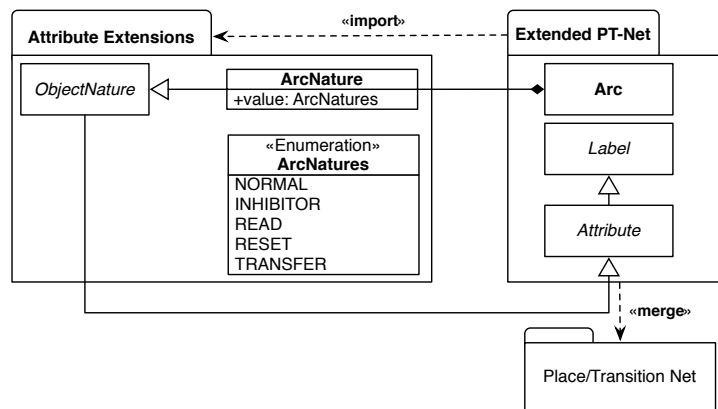 Attribute Extensions
«import»
Extended PT-Net
ObjectNature
ArcNature
+value: ArcNatures
Arc
«Enumeration»
ArcNatures
NORMAL
INHIBITOR
READ
RESET
TRANSFER
Label
Attribute
«merge»
Place/Transition Net